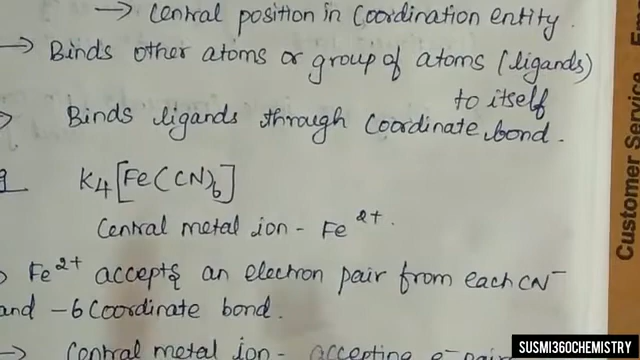 → Central position in Coordination entity.
→ Binds other atoms or group of atoms (ligands)
to itself
Binds ligands through Coordinate bond.
K4[Fe(CN)6]
Central metal ion - Fe2+.
Fe2+ accepts an electron pair from each CN-
and -6 Coordinate bond.
→ Central metal ion - accepting e- pair
Customer Service
SUSMI360CHEMISTRY